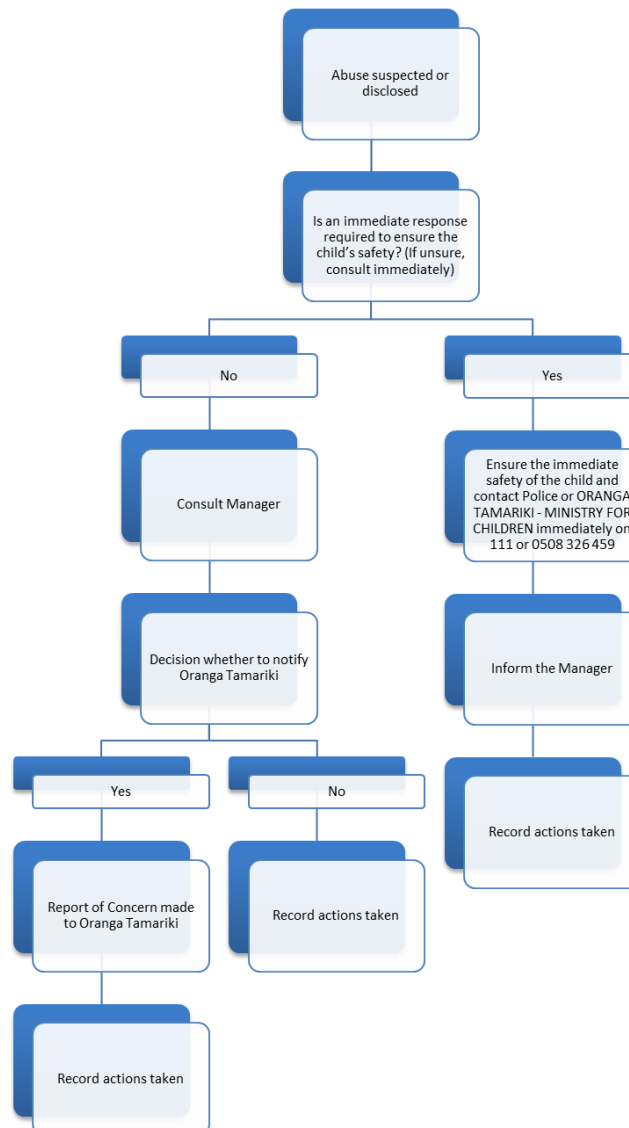 Abuse suspected or
disclosed
Is an immediate response
required to ensure the
child's safety? (If unsure,
consult immediately)
No
Yes
Consult Manager
Ensure the immediate
safety of the child and
contact Police or ORANGA
TAMARIKI - MINISTRY FOR
CHILDREN immediately on
111 or 0508 326 459
Decision whether to notify
Oranga Tamariki
Inform the Manager
Yes
No
Record actions taken
Report of Concern made
to Oranga Tamariki
Record actions taken
Record actions taken